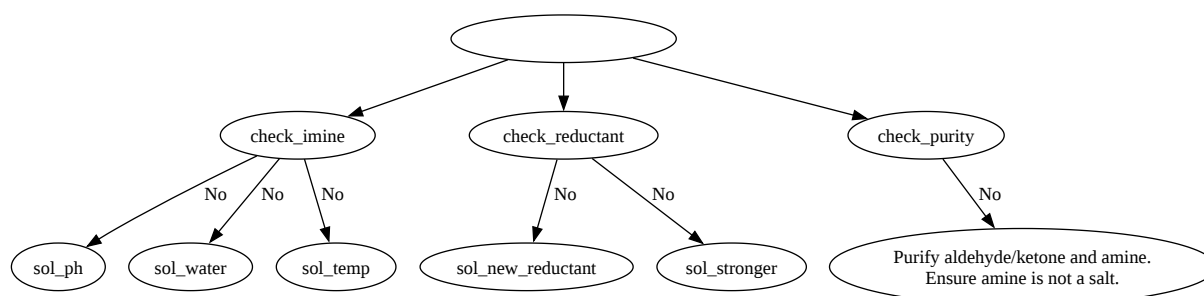 check_imine
check_reductant
check_purity
No
No
No
No
No
No
sol_ph
sol_water
sol_temp
sol_new_reductant
sol_stronger
Purify aldehyde/ketone and amine.
Ensure amine is not a salt.